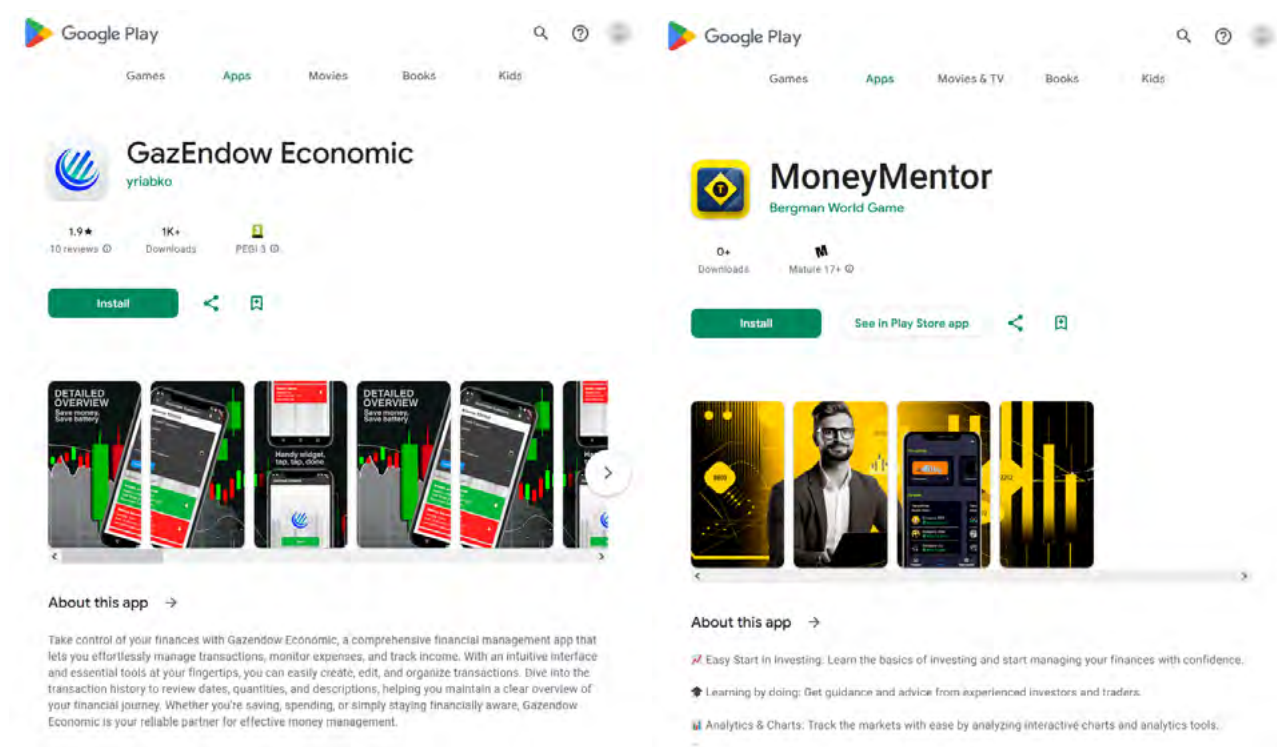 Google Play
Games Apps Movies Books Kids
GazEndow Economic
yriabko
1.9★ 1K+ 3
10 reviews Downloads PEGI 3
Install
DETAILED OVERVIEW
Save money.
Save battery
Handy widget,
tap, tap, done
DETAILED OVERVIEW
Save money.
Save battery
About this app →
Take control of your finances with Gazendow Economic, a comprehensive financial management app that
lets you effortlessly manage transactions, monitor expenses, and track income. With an intuitive interface
and essential tools at your fingertips, you can easily create, edit, and organize transactions. Dive into the
transaction history to review dates, quantities, and descriptions, helping you maintain a clear overview of
your financial journey. Whether you're saving, spending, or simply staying financially aware, Gazendow
Economic is your reliable partner for effective money management.
Google Play
Games Apps Movies & TV Books Kids
MoneyMentor
Bergman World Game
0+ M
Downloads Mature 17+
Install See in Play Store app
T
About this app →
📈 Easy Start In Investing: Learn the basics of investing and start managing your finances with confidence.
🎓 Learning by doing: Get guidance and advice from experienced investors and traders.
📊 Analytics & Charts: Track the markets with ease by analyzing interactive charts and analytics tools.